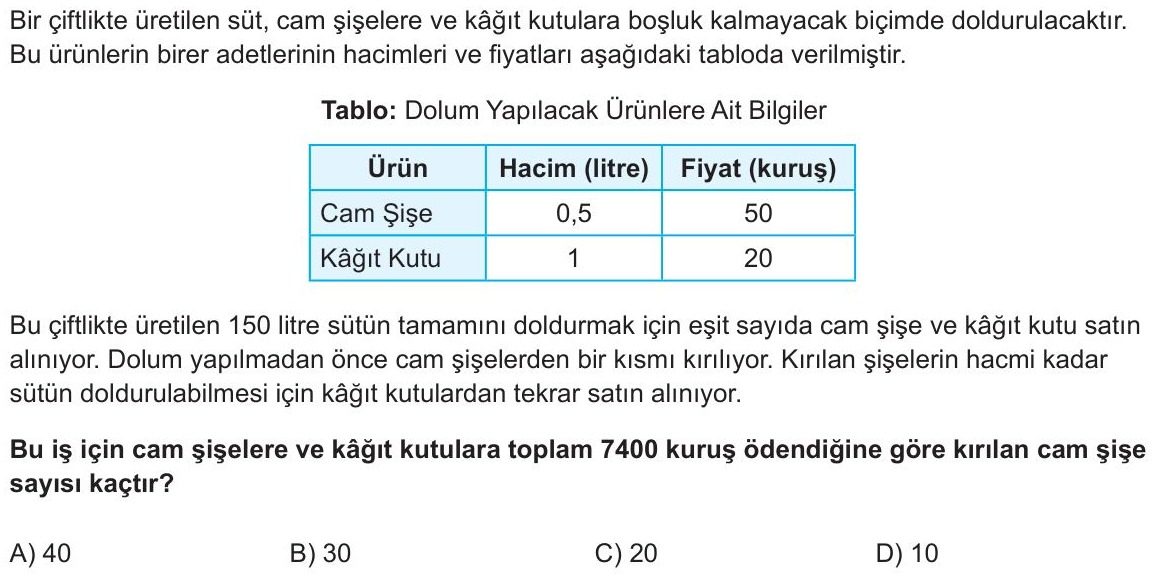 Bir çiftlikte üretilen süt, cam şişelere ve kâğıt kutulara boşluk kalmayacak biçimde doldurulacaktır.
Bu ürünlerin birer adetlerinin hacimleri ve fiyatları aşağıdaki tabloda verilmiştir.
Tablo: Dolum Yapılacak Ürünlere Ait Bilgiler
Ürün Hacim (litre) Fiyat (kuruş)
Cam Şişe 0,5 50
Kâğıt Kutu 1 20
Bu çiftlikte üretilen 150 litre sütün tamamını doldurmak için eşit sayıda cam şişe ve kâğıt kutu satın
alınıyor. Dolum yapılmadan önce cam şişelerden bir kısmı kırılıyor. Kırılan şişelerin hacmi kadar
sütün doldurulabilmesi için kâğıt kutulardan tekrar satın alınıyor.
Bu iş için cam şişelere ve kâğıt kutulara toplam 7400 kuruş ödendiğine göre kırılan cam şişe
sayısı kaçtır?
A) 40 B) 30 C) 20 D) 10